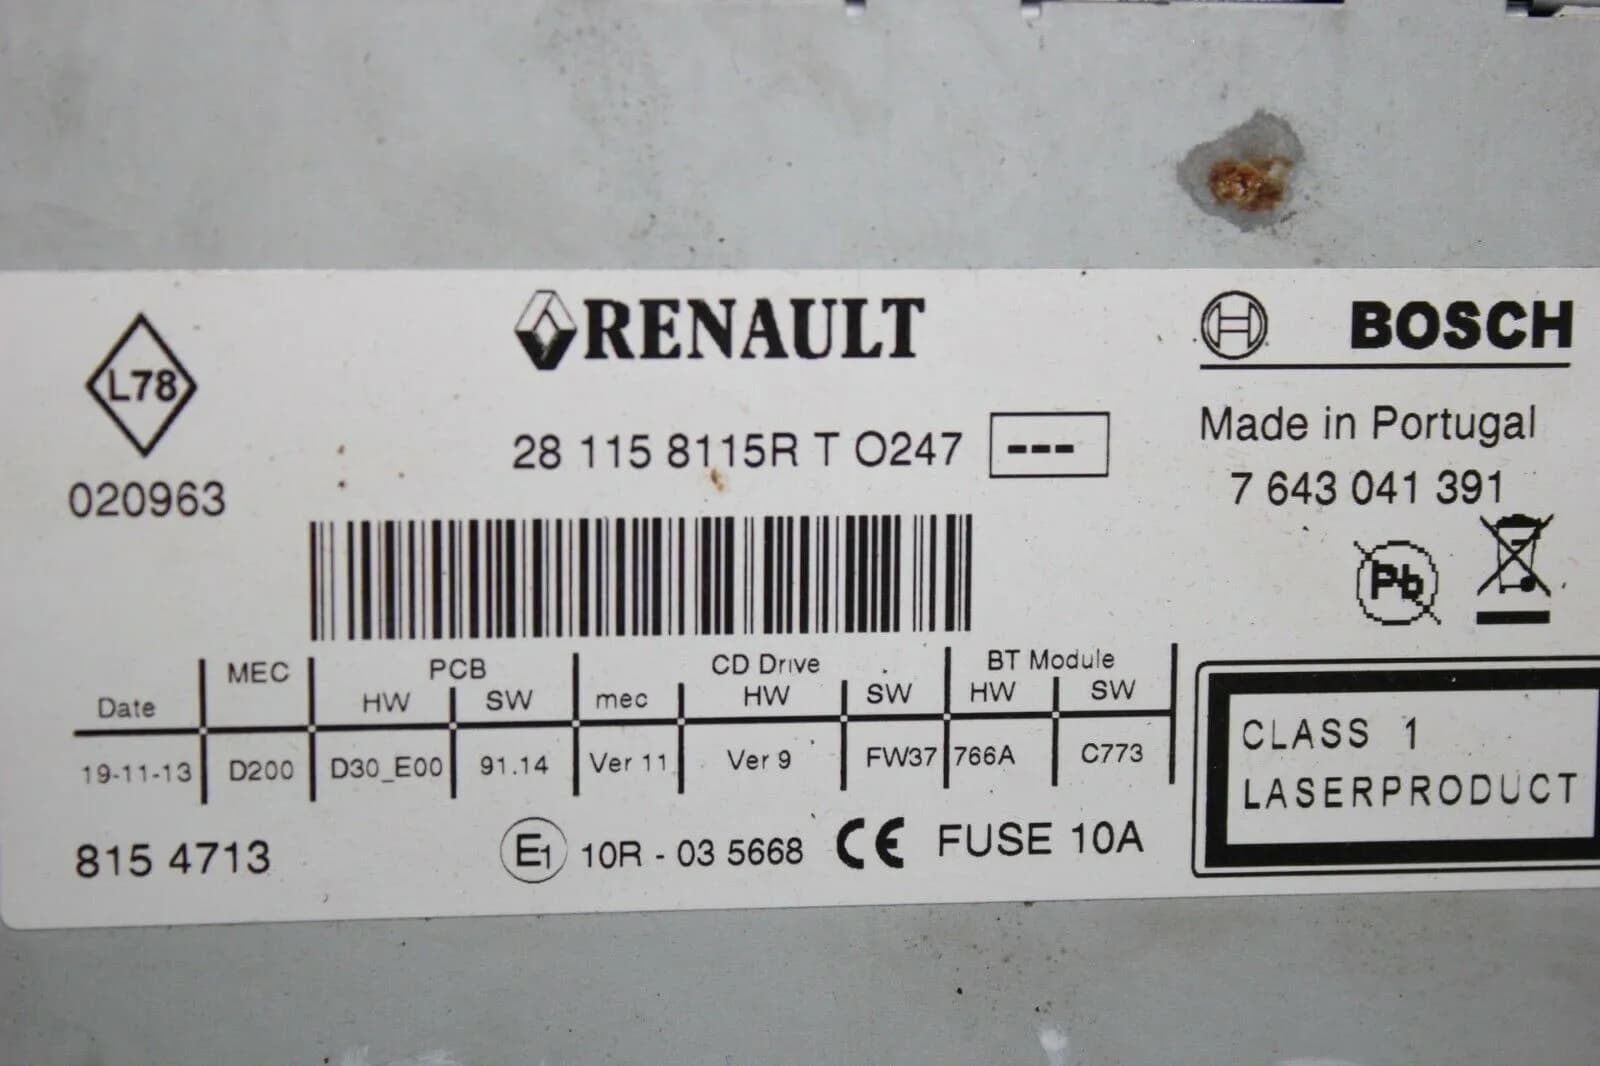 RENAULT
BOSCH
L78
28 115 8115R T O247
---
Made in Portugal
020963
7 643 041 391
Pb
Date MEC PCB CD Drive BT Module
HW SW mec HW SW HW SW
19-11-13 D200 D30_E00 91.14 Ver 11 Ver 9 FW37 766A C773
CLASS 1
LASERPRODUCT
815 4713
E1 10R - 03 5668 CE FUSE 10A